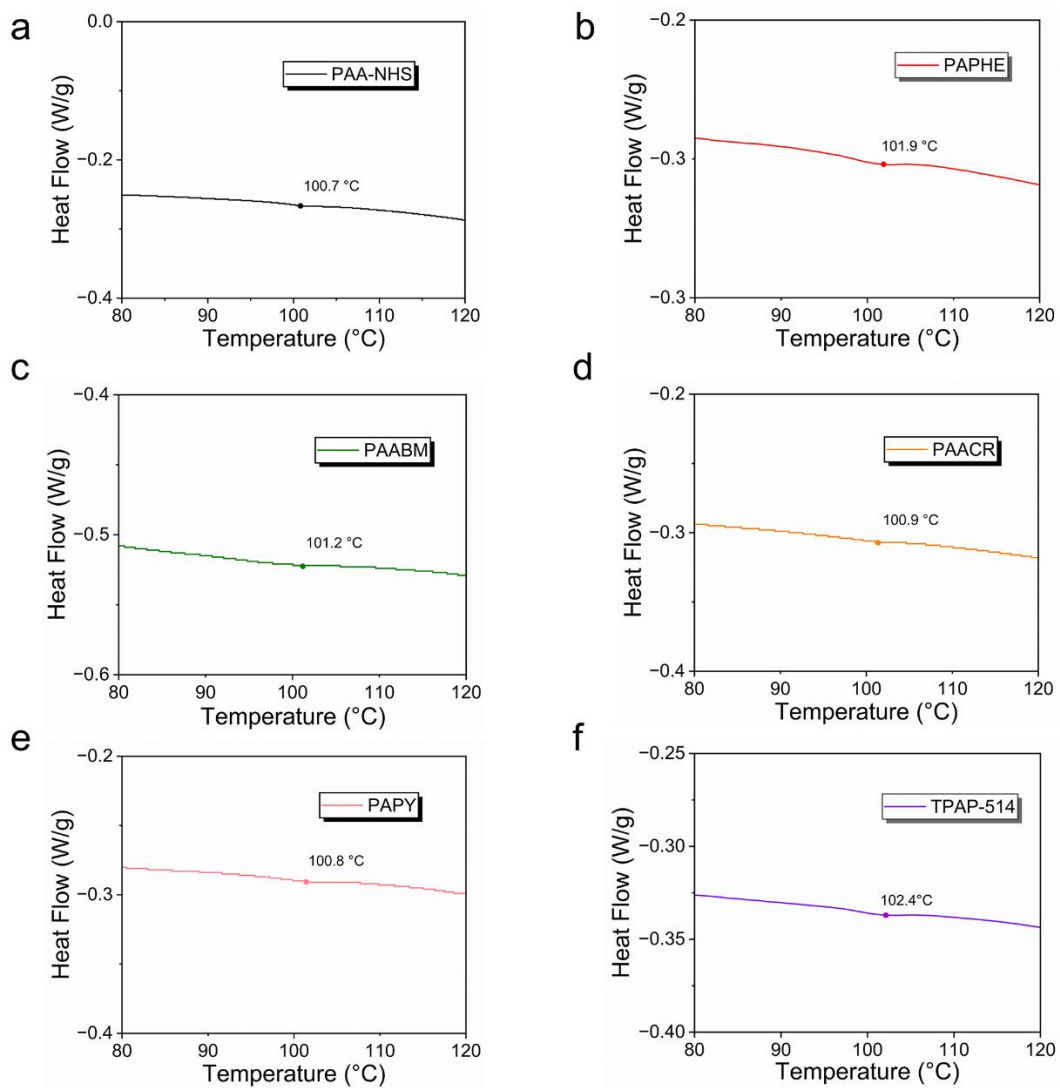 a
0.0
−0.2
−0.4
Heat Flow (W/g)
PAA-NHS
100.7 °C
80 90 100 110 120
Temperature (°C)
b
−0.2
−0.3
−0.3
Heat Flow (W/g)
PAPHE
101.9 °C
80 90 100 110 120
Temperature (°C)
c
−0.4
−0.5
−0.6
Heat Flow (W/g)
PAABM
101.2 °C
80 90 100 110 120
Temperature (°C)
d
−0.2
−0.3
−0.4
Heat Flow (W/g)
PAACR
100.9 °C
80 90 100 110 120
Temperature (°C)
e
−0.2
−0.3
−0.4
Heat Flow (W/g)
PAPY
100.8 °C
80 90 100 110 120
Temperature (°C)
f
−0.25
−0.30
−0.35
−0.40
Heat Flow (W/g)
TPAP-514
102.4°C
80 90 100 110 120
Temperature (°C)